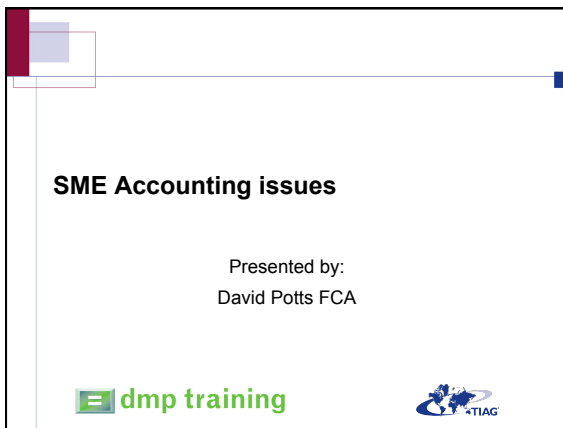 SME Accounting issues
Presented by:
David Potts FCA
dmp training
TIAG